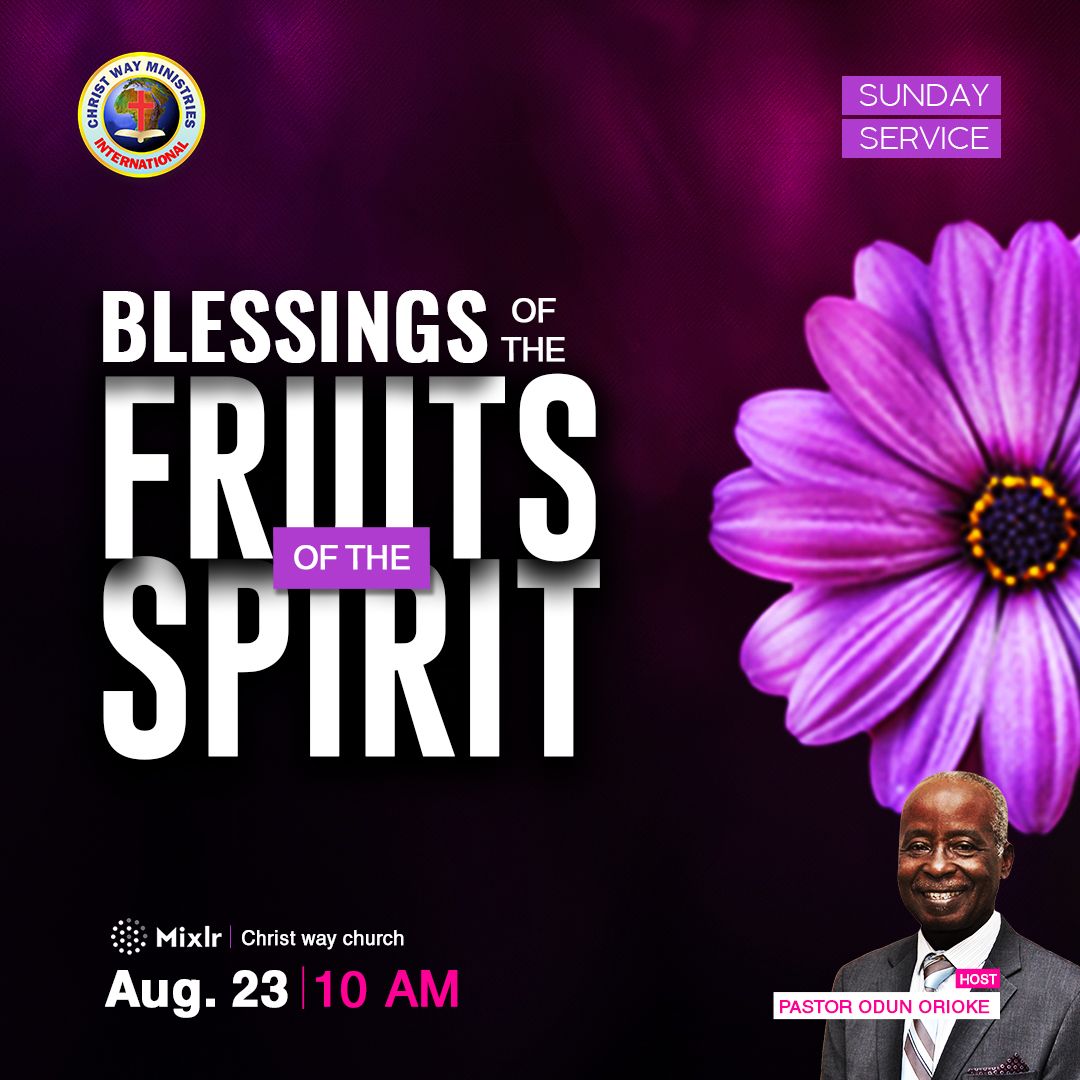 CHRIST WAY MINISTRIES
INTERNATIONAL
SUNDAY
SERVICE
BLESSINGS OF
THE
FRUITS
OF THE
SPIRIT
Mixlr | Christ way church
Aug. 23 | 10 AM
HOST
PASTOR ODUN ORIOKE